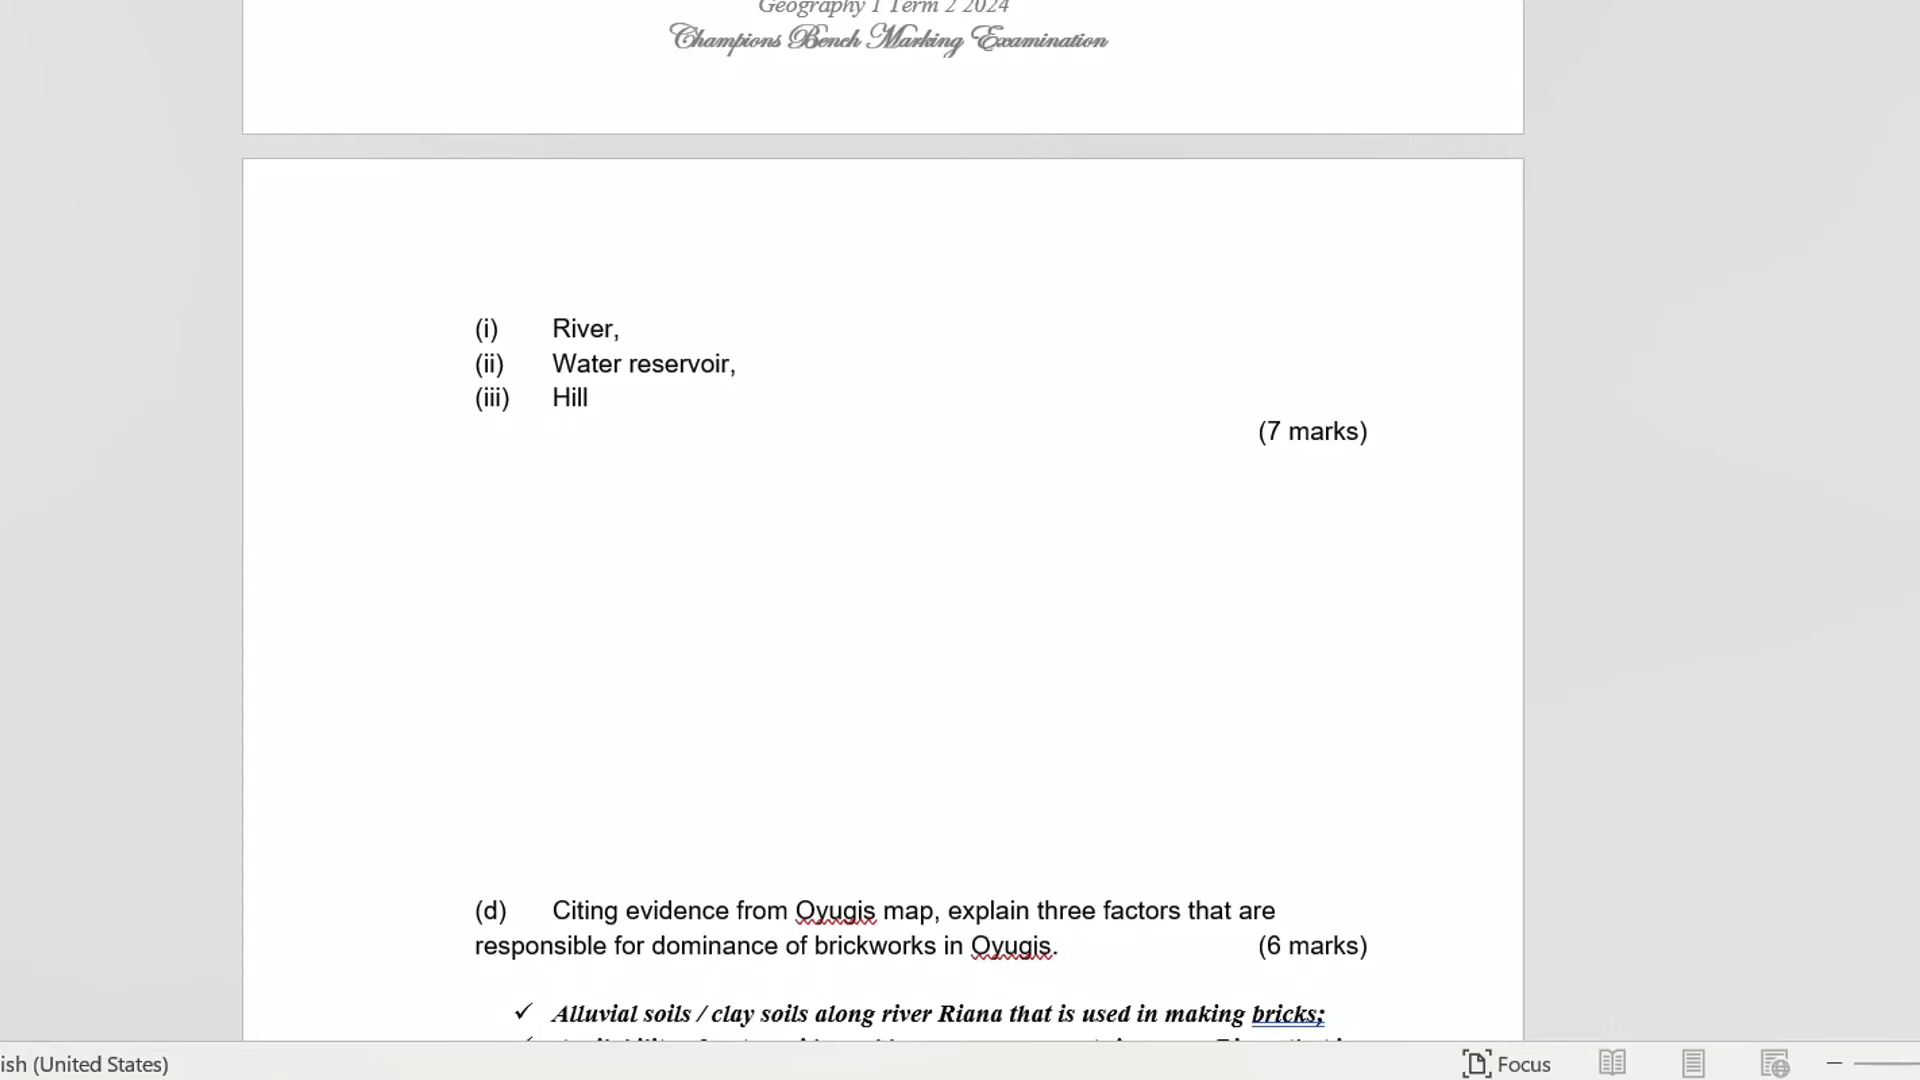 Geography 1 Term 2 2024
Champions Bench Marking Examination
(i) River,
(ii) Water reservoir,
(iii) Hill
(7 marks)
(d) Citing evidence from Oyugis map, explain three factors that are
responsible for dominance of brickworks in Oyugis. (6 marks)
✓ Alluvial soils / clay soils along river Riana that is used in making bricks;
ish (United States)
Focus